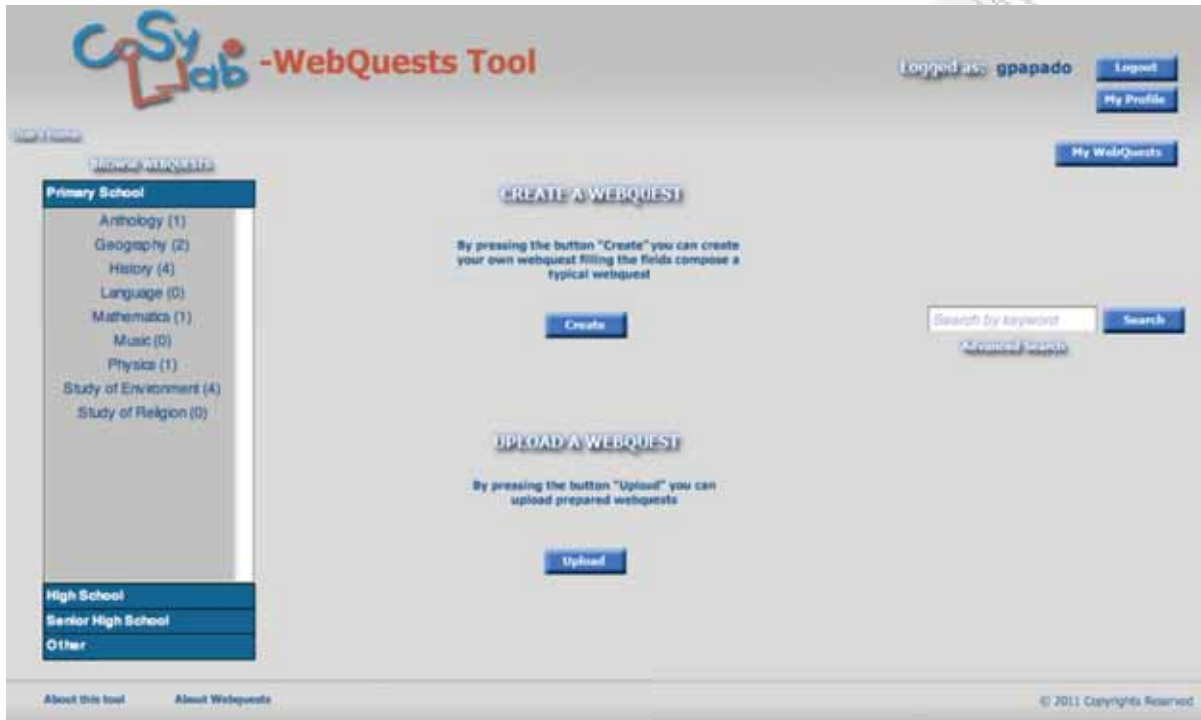 CoSy Lab -WebQuests Tool
Logged as: gpapado
Logout
My Profile
My WebQuests
BROWSE WEBQUESTS
Primary School
Anthology (1)
Geography (2)
History (4)
Language (0)
Mathematics (1)
Music (0)
Physics (1)
Study of Environment (4)
Study of Religion (0)
High School
Senior High School
Other
CREATE A WEBQUEST
By pressing the button "Create" you can create
your own webquest filling the fields compose a
typical webquest
Create
UPLOAD A WEBQUEST
By pressing the button "Upload" you can
upload prepared webquests
Upload
Search by keyword
Search
Advanced Search
About this tool
About Webquests
© 2011 Copyrights Reserved